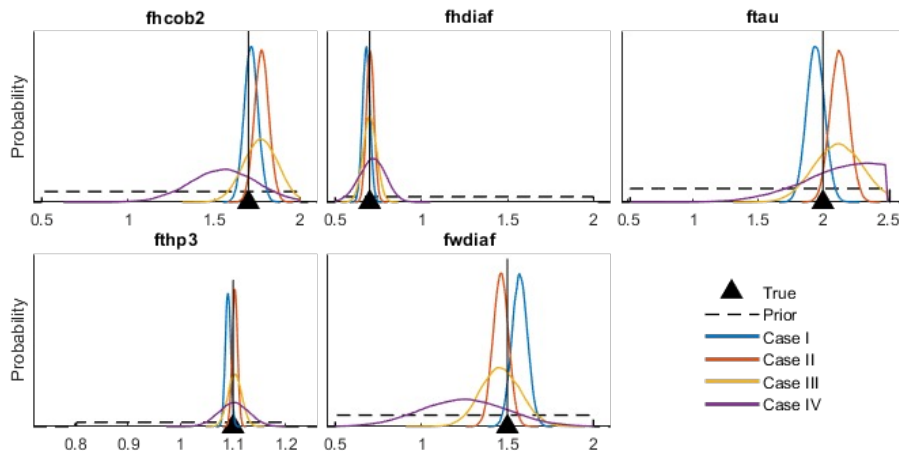 fhcob2
fhdiaf
ftau
Probability
0.5 1 1.5 2
0.5 1 1.5 2
0.5 1 1.5 2 2.5
fthp3
fwdiaf
Probability
0.8 0.9 1 1.1 1.2
0.5 1 1.5 2
True
Prior
Case I
Case II
Case III
Case IV